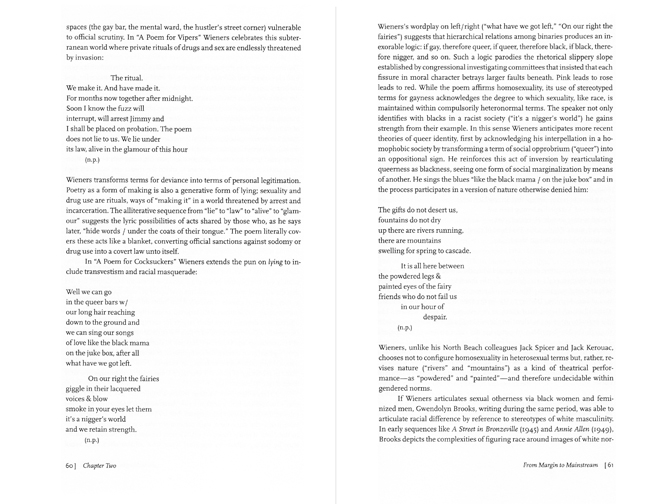 spaces (the gay bar, the mental ward, the hustler's street corner) vulnerable
to official scrutiny. In "A Poem for Vipers" Wieners celebrates this subter-
ranean world where private rituals of drugs and sex are endlessly threatened
by invasion:
The ritual.
We make it. And have made it.
For months now together after midnight.
Soon I know the fuzz will
interrupt, will arrest Jimmy and
I shall be placed on probation. The poem
does not lie to us. We lie under
its law, alive in the glamour of this hour
(n.p.)
Wieners transforms terms for deviance into terms of personal legitimation.
Poetry as a form of making is also a generative form of lying; sexuality and
drug use are rituals, ways of "making it" in a world threatened by arrest and
incarceration. The alliterative sequence from "lie" to "law" to "alive" to "glam-
our" suggests the lyric possibilities of acts shared by those who, as he says
later, "hide words / under the coats of their tongue." The poem literally cov-
ers these acts like a blanket, converting official sanctions against sodomy or
drug use into a covert law unto itself.
In "A Poem for Cocksuckers" Wieners extends the pun on lying to in-
clude transvestism and racial masquerade:
Well we can go
in the queer bars w/
our long hair reaching
down to the ground and
we can sing our songs
of love like the black mama
on the juke box, after all
what have we got left.
On our right the fairies
giggle in their lacquered
voices & blow
smoke in your eyes let them
it's a nigger's world
and we retain strength.
(n.p.)
60 | Chapter Two
Wieners's wordplay on left/right ("what have we got left," "On our right the
fairies") suggests that hierarchical relations among binaries produce an in-
exorable logic: if gay, therefore queer, if queer, therefore black, if black, there-
fore nigger, and so on. Such a logic parodies the rhetorical slippery slope
established by congressional investigating committees that insisted that each
fissure in moral character betrays larger faults beneath. Pink leads to rose
leads to red. While the poem affirms homosexuality, its use of stereotyped
terms for gayness acknowledges the degree to which sexuality, like race, is
maintained within compulsorily heteronormal terms. The speaker not only
identifies with blacks in a racist society ("it's a nigger's world") he gains
strength from their example. In this sense Wieners anticipates more recent
theories of queer identity, first by acknowledging his interpellation in a ho-
mophobic society by transforming a term of social opprobrium ("queer") into
an oppositional sign. He reinforces this act of inversion by rearticulating
queerness as blackness, seeing one form of social marginalization by means
of another. He sings the blues "like the black mama / on the juke box" and in
the process participates in a version of nature otherwise denied him:
The gifts do not desert us,
fountains do not dry
up there are rivers running,
there are mountains
swelling for spring to cascade.
It is all here between
the powdered legs &
painted eyes of the fairy
friends who do not fail us
in our hour of
despair.
(n.p.)
Wieners, unlike his North Beach colleagues Jack Spicer and Jack Kerouac,
chooses not to configure homosexuality in heterosexual terms but, rather, re-
vises nature ("rivers" and "mountains") as a kind of theatrical perfor-
mance—as "powdered" and "painted"—and therefore undecidable within
gendered norms.
If Wieners articulates sexual otherness via black women and femi-
nized men, Gwendolyn Brooks, writing during the same period, was able to
articulate racial difference by reference to stereotypes of white masculinity.
In early sequences like A Street in Bronzeville (1945) and Annie Allen (1949),
Brooks depicts the complexities of figuring race around images of white nor-
From Margin to Mainstream | 61